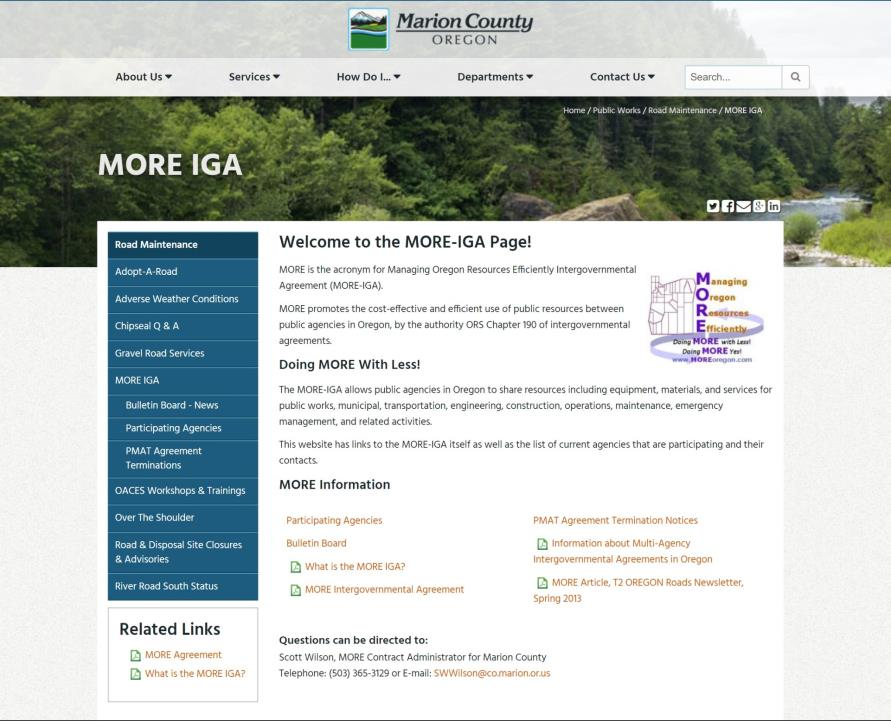 Marion County
OREGON
About Us
Services
How Do I...
Departments
Contact Us
Search...
Home / Public Works / Road Maintenance / MORE IGA
MORE IGA
Road Maintenance
Adopt-A-Road
Adverse Weather Conditions
Chipseal Q & A
Gravel Road Services
MORE IGA
Bulletin Board - News
Participating Agencies
PMAT Agreement
Terminations
OACES Workshops & Trainings
Over The Shoulder
Road & Disposal Site Closures
& Advisories
River Road South Status
Related Links
MORE Agreement
What is the MORE IGA?
Welcome to the MORE-IGA Page!
MORE is the acronym for Managing Oregon Resources Efficiently Intergovernmental
Agreement (MORE-IGA).
MORE promotes the cost-effective and efficient use of public resources between
public agencies in Oregon, by the authority ORS Chapter 190 of intergovernmental
agreements.
Managing
Oregon
Resources
Efficiently
Doing MORE with Less!
Doing MORE Yes!
www.MOREoregon.com
Doing MORE With Less!
The MORE-IGA allows public agencies in Oregon to share resources including equipment, materials, and services for
public works, municipal, transportation, engineering, construction, operations, maintenance, emergency
management, and related activities.
This website has links to the MORE-IGA itself as well as the list of current agencies that are participating and their
contacts.
MORE Information
Participating Agencies
Bulletin Board
What is the MORE IGA?
MORE Intergovernmental Agreement
PMAT Agreement Termination Notices
Information about Multi-Agency
Intergovernmental Agreements in Oregon
MORE Article, T2 OREGON Roads Newsletter,
Spring 2013
Questions can be directed to:
Scott Wilson, MORE Contract Administrator for Marion County
Telephone: (503) 365-3129 or E-mail: SWWilson@co.marion.or.us